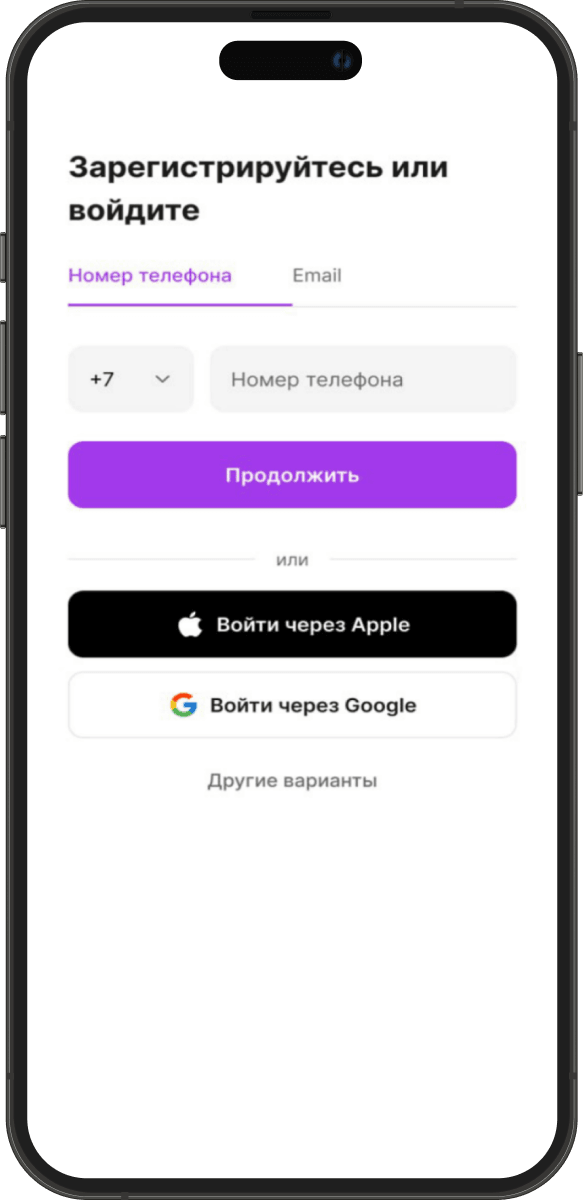 Зарегистрируйтесь или
войдите
Номер телефона
Email
+7
Номер телефона
Продолжить
или
Войти через Apple
Войти через Google
Другие варианты